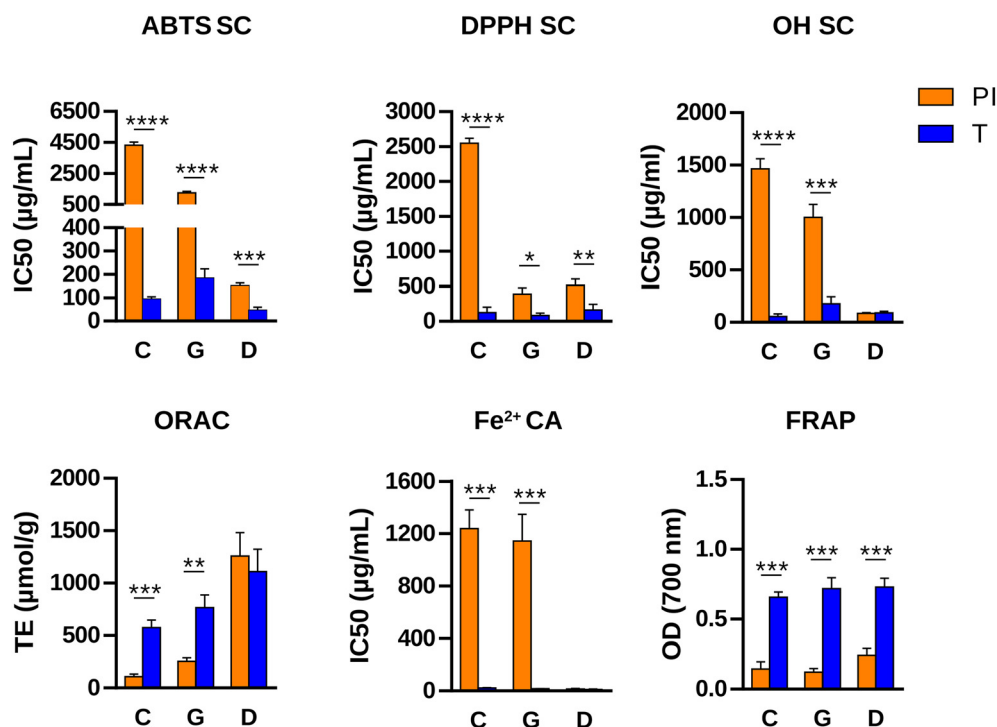 ABTS SC
DPPH SC
OH SC
PI
T
IC50 (µg/mL)
6500
4500
2500
500
400
300
200
100
0
****
****
***
C G D
IC50 (µg/mL)
3000
2500
2000
1500
1000
500
0
****
*
**
C G D
IC50 (µg/ml)
2000
1500
1000
500
0
****
***
C G D
ORAC
Fe²⁺ CA
FRAP
TE (µmol/g)
2000
1500
1000
500
0
***
**
C G D
IC50 (µg/mL)
1600
1200
800
400
0
***
***
C G D
OD (700 nm)
1.5
1.0
0.5
0.0
***
***
***
C G D